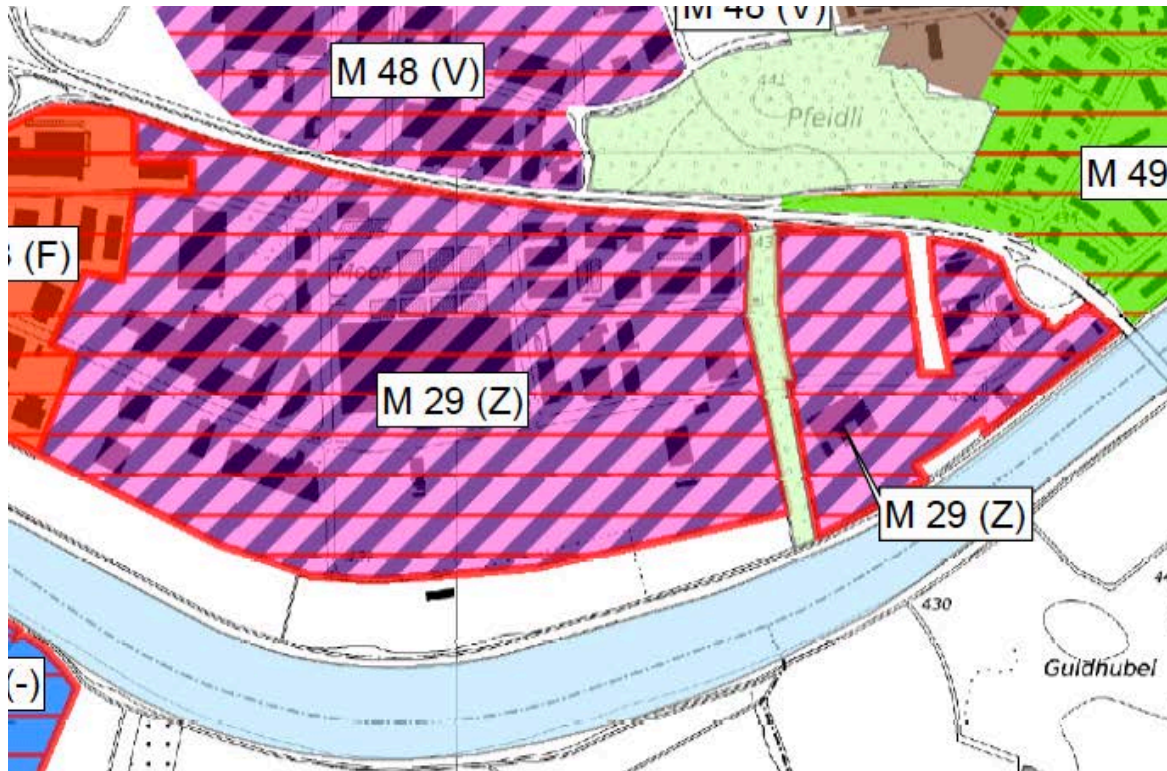 M 48 (V)
M 48 (V)
441
Pfeidli
M 49
(F)
Moos
M 29 (Z)
M 29 (Z)
430
Guldhubel
(-)